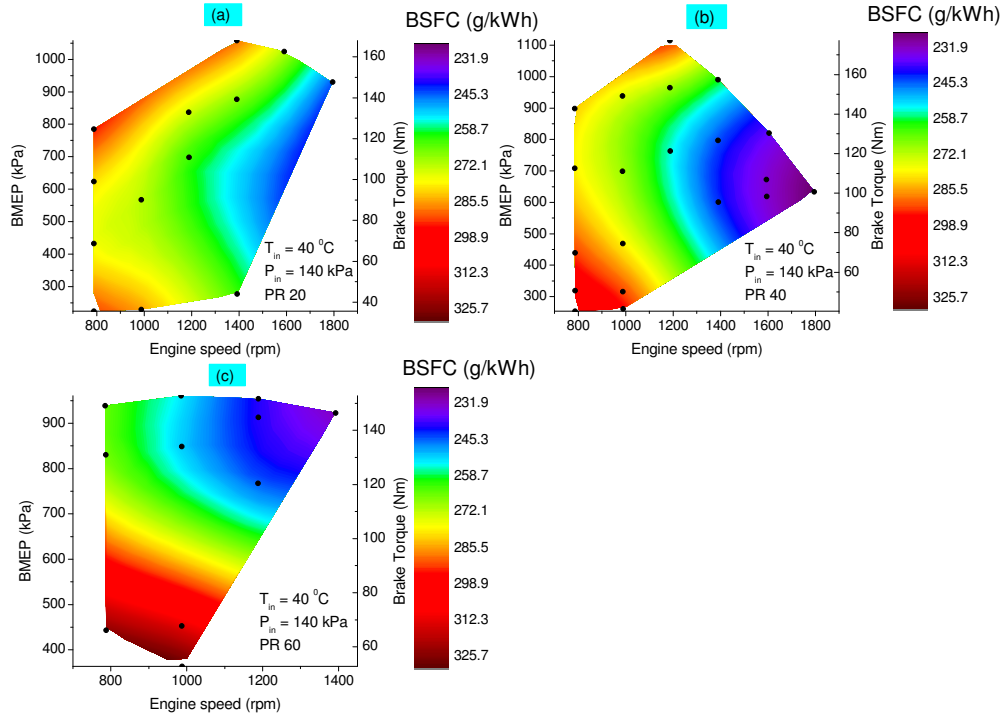 (a)
BSFC (g/kWh)
1000
900
800
700
600
500
400
300
BMEP (kPa)
800 1000 1200 1400 1600 1800
Engine speed (rpm)
160
140
120
100
80
60
40
Brake Torque (Nm)
T_in = 40 ⁰C
P_in = 140 kPa
PR 20
231.9
245.3
258.7
272.1
285.5
298.9
312.3
325.7
(b)
BSFC (g/kWh)
1100
1000
900
800
700
600
500
400
300
BMEP (kPa)
800 1000 1200 1400 1600 1800
Engine speed (rpm)
160
140
120
100
80
60
40
Brake Torque (Nm)
T_in = 40 ⁰C
P_in = 140 kPa
PR 40
231.9
245.3
258.7
272.1
285.5
298.9
312.3
325.7
(c)
BSFC (g/kWh)
900
800
700
600
500
400
BMEP (kPa)
800 1000 1200 1400
Engine speed (rpm)
140
120
100
80
60
Brake Torque (Nm)
T_in = 40 ⁰C
P_in = 140 kPa
PR 60
231.9
245.3
258.7
272.1
285.5
298.9
312.3
325.7